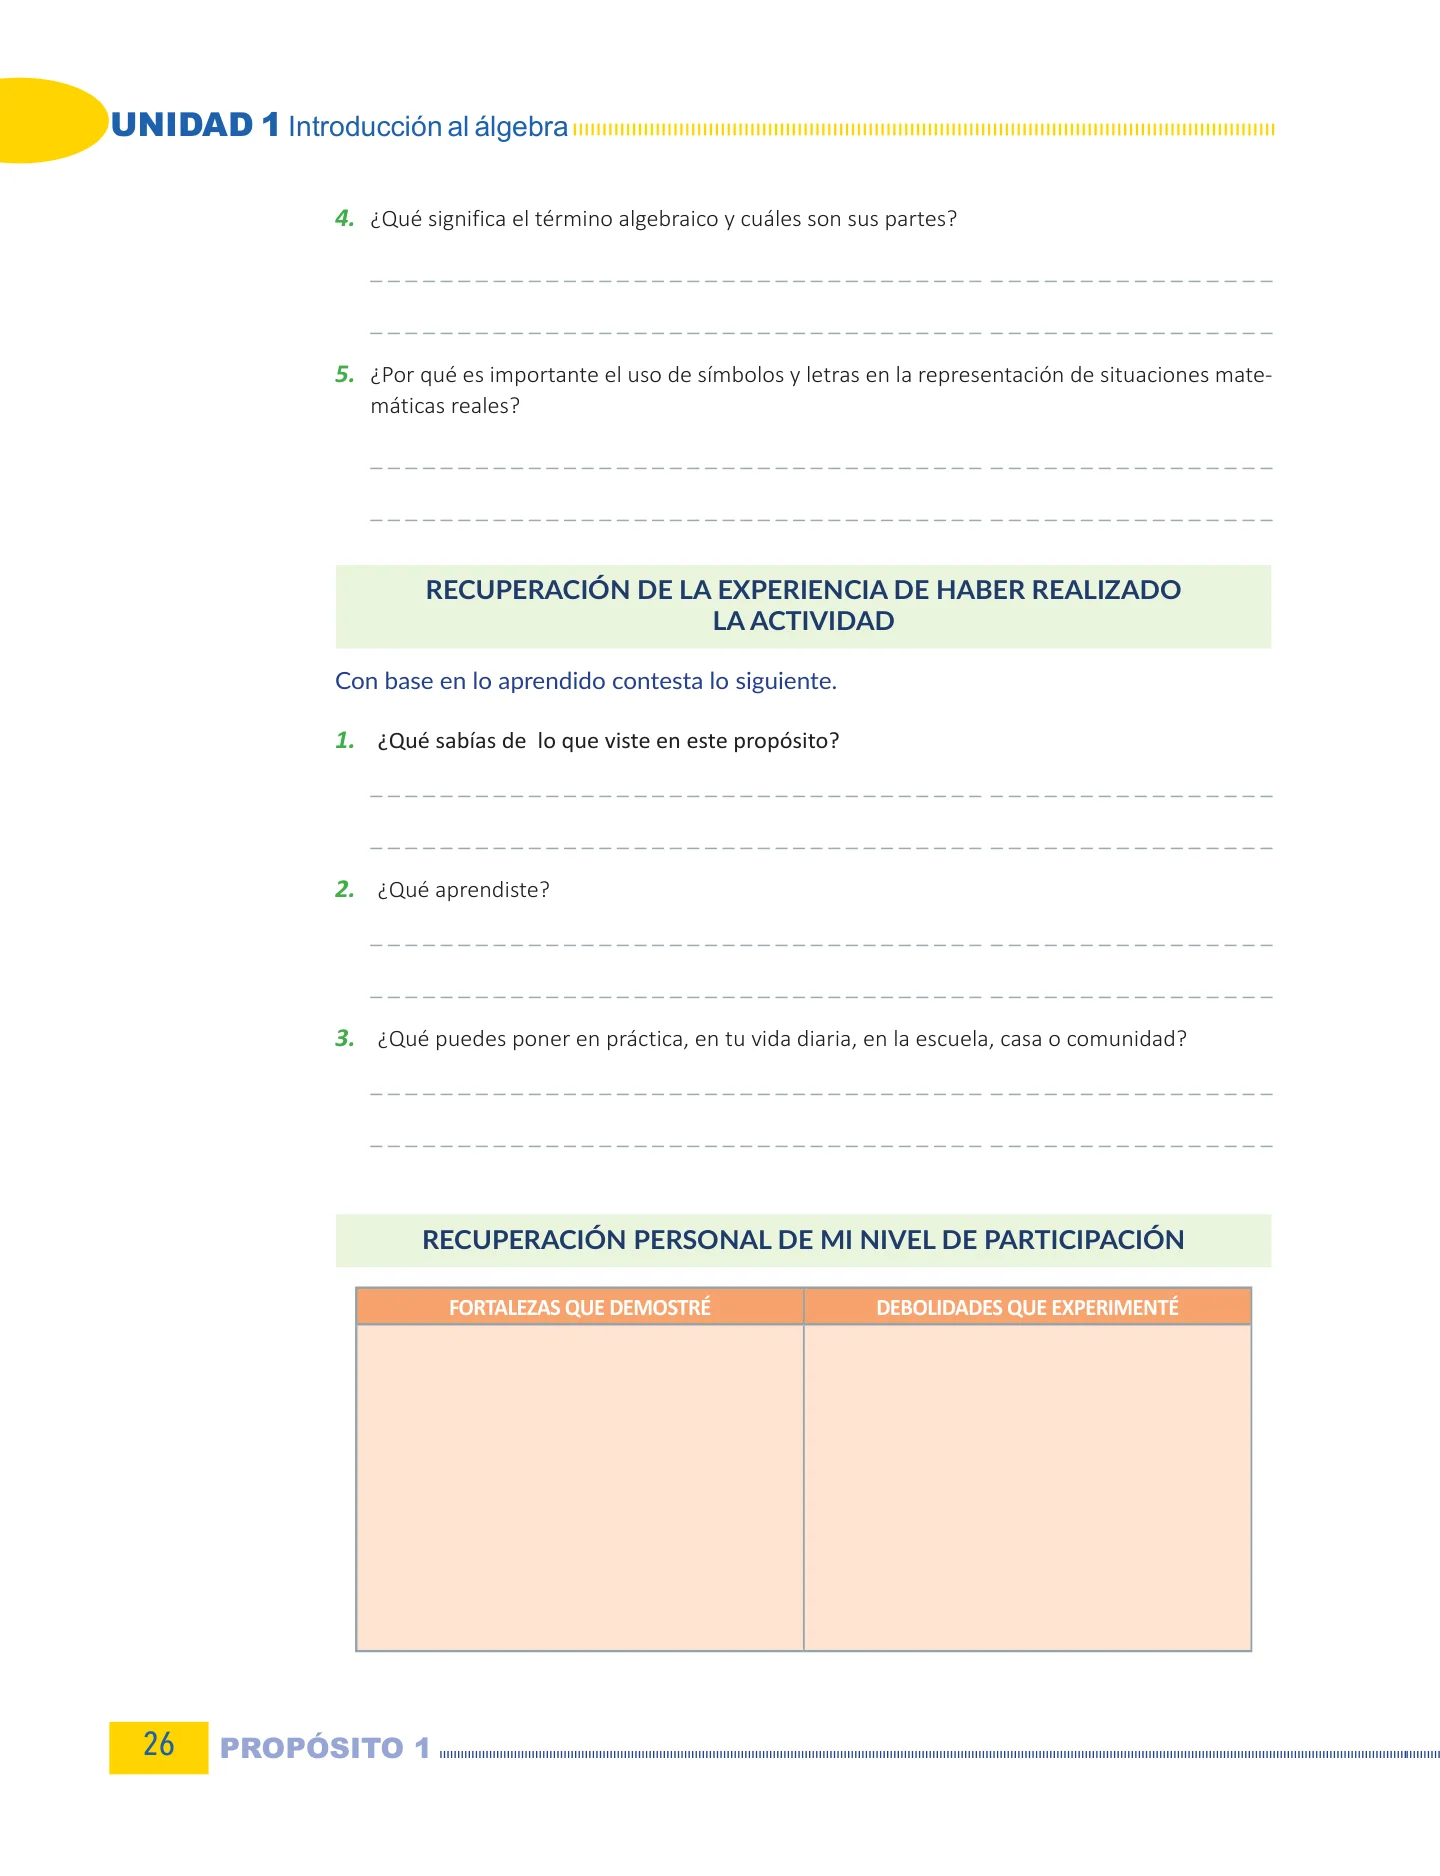 UNIDAD 1 Introducción al álgebra
4. ¿Qué significa el término algebraico y cuáles son sus partes?
5. ¿Por qué es importante el uso de símbolos y letras en la representación de situaciones mate-
máticas reales?
RECUPERACIÓN DE LA EXPERIENCIA DE HABER REALIZADO
LA ACTIVIDAD
Con base en lo aprendido contesta lo siguiente.
1. ¿Qué sabías de  lo que viste en este propósito?
2. ¿Qué aprendiste?
3. ¿Qué puedes poner en práctica, en tu vida diaria, en la escuela, casa o comunidad?
RECUPERACIÓN PERSONAL DE MI NIVEL DE PARTICIPACIÓN
FORTALEZAS QUE DEMOSTRÉ
DEBOLIDADES QUE EXPERIMENTÉ
26
PROPÓSITO 1